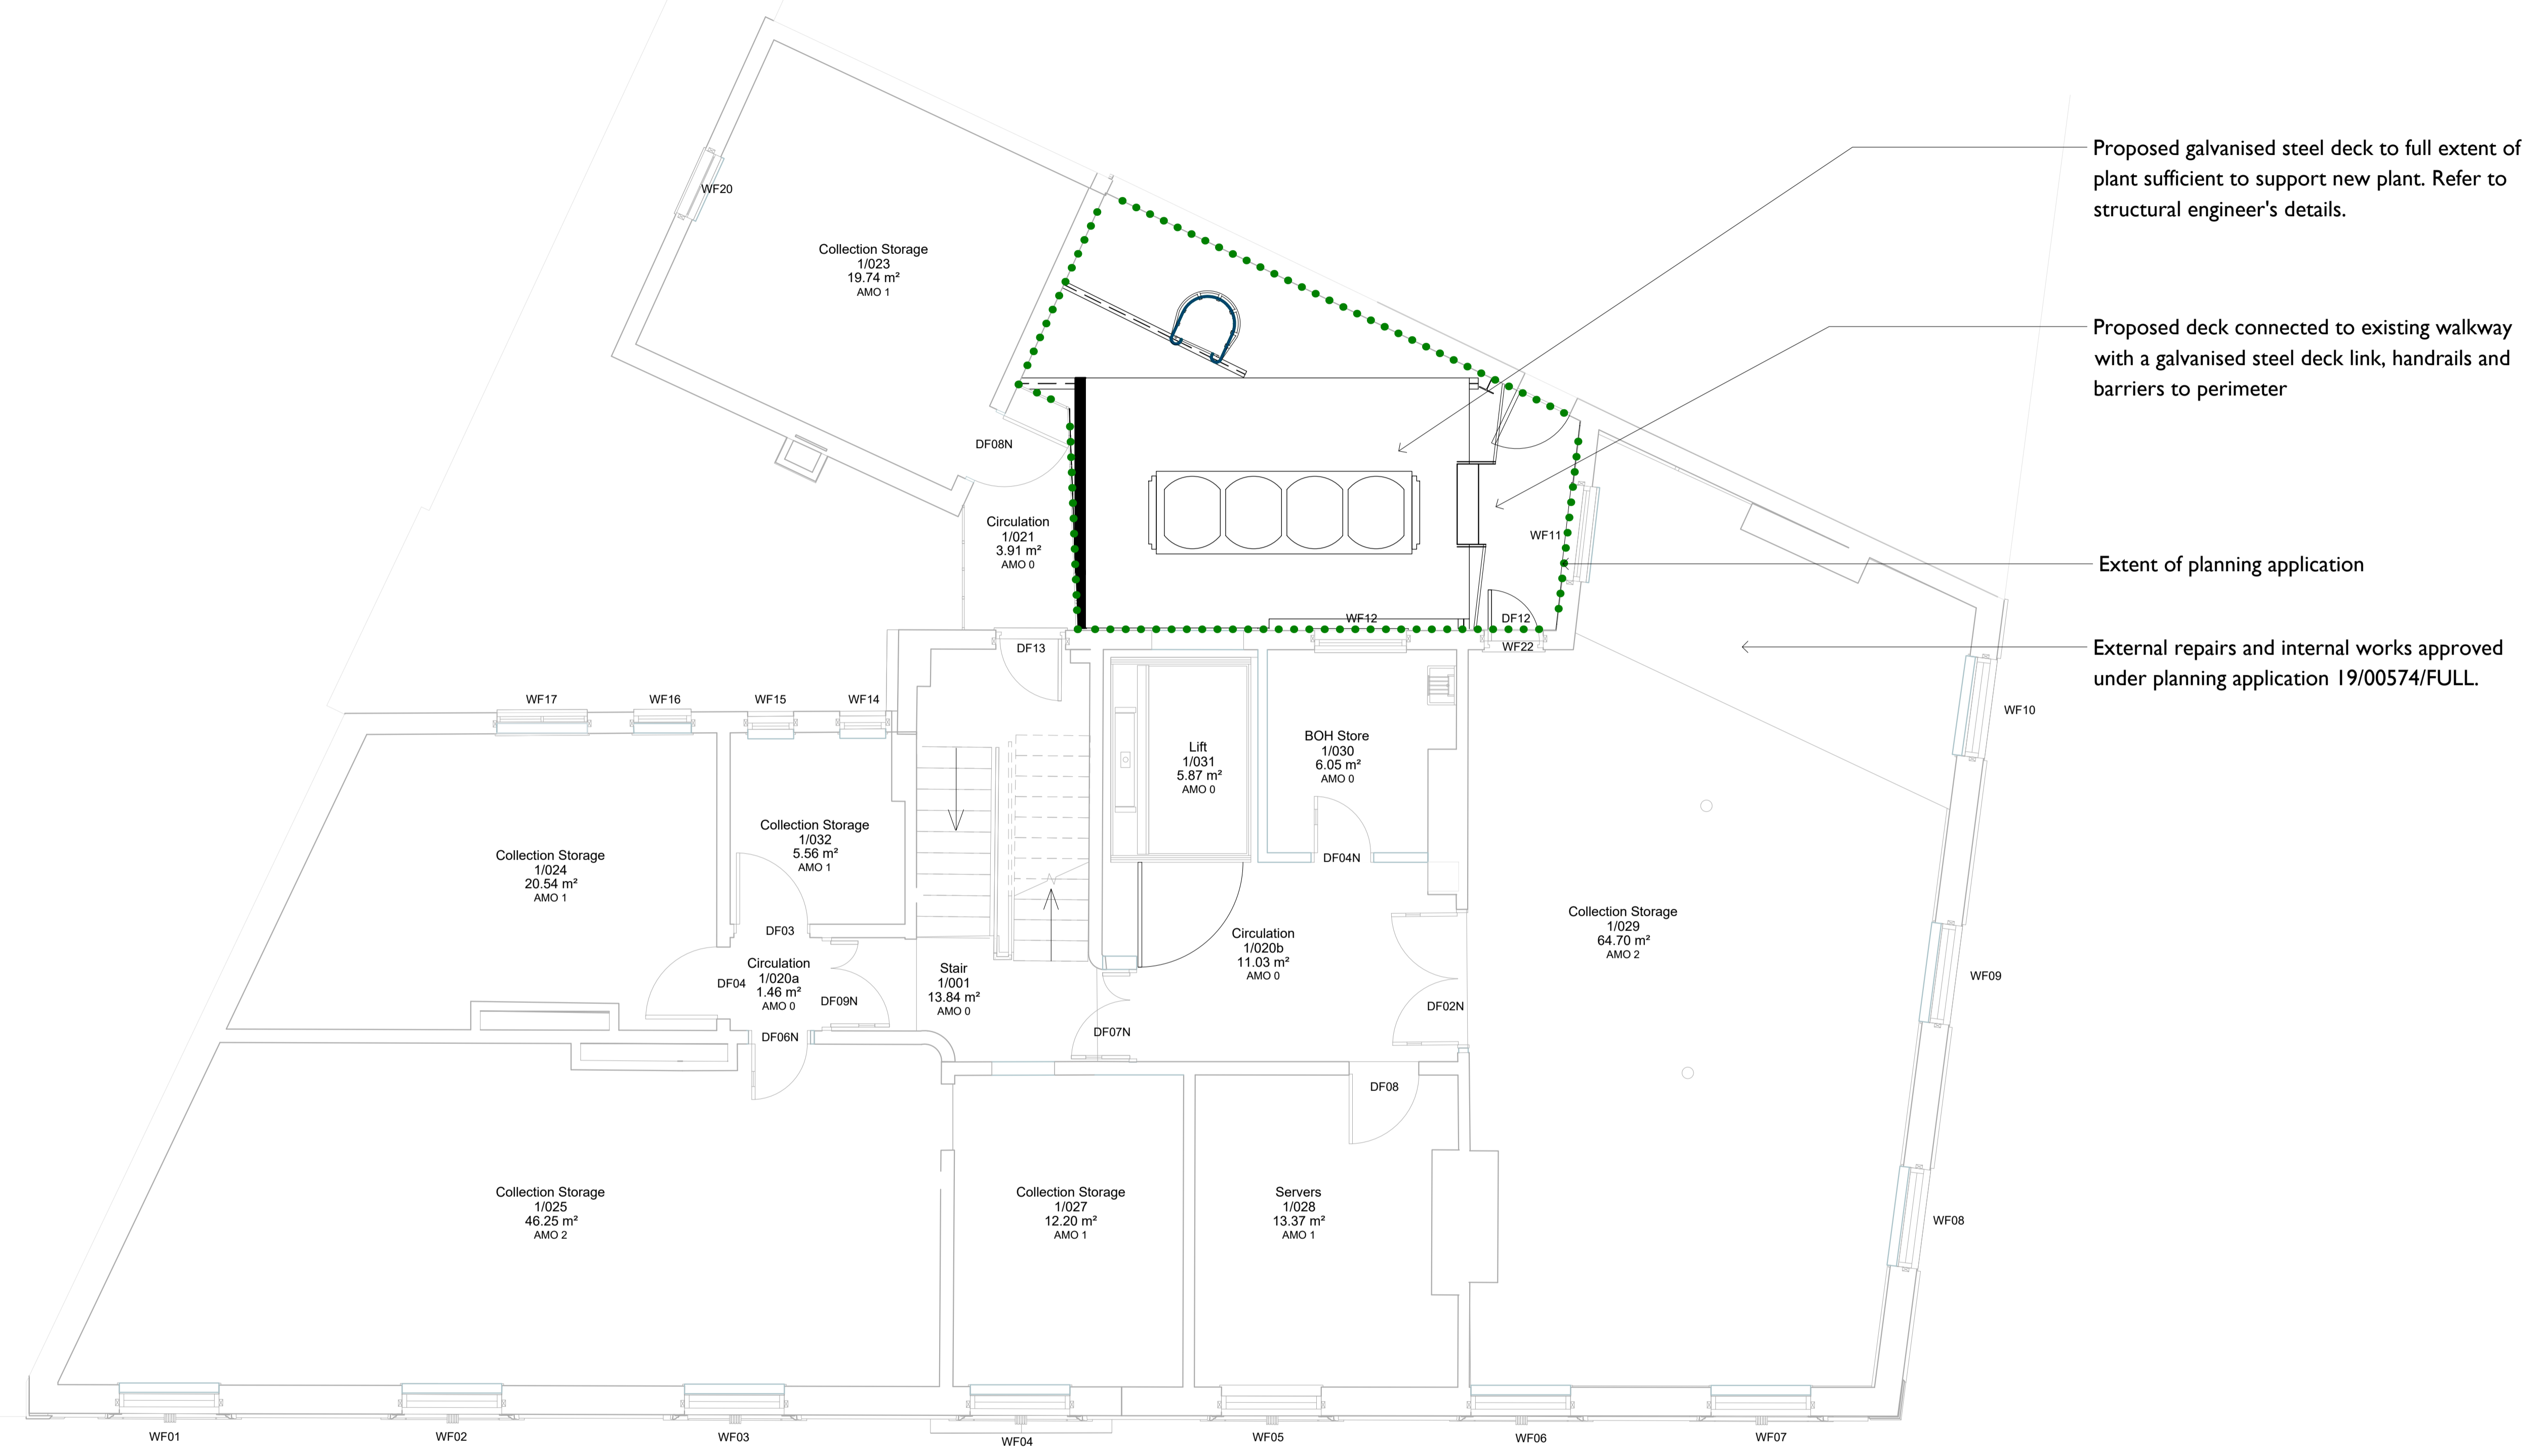 Proposed galvanised steel deck to full extent of
plant sufficient to support new plant. Refer to
structural engineer's details.
WF20
Collection Storage
1/023
19.74 m²
AMO 1
Proposed deck connected to existing walkway
with a galvanised steel deck link, handrails and
barriers to perimeter
DF08N
Circulation
1/021
3.91 m²
AMO 0
WF11
Extent of planning application
WF12
DF12
DF13
WF22
External repairs and internal works approved
under planning application 19/00574/FULL.
WF17
WF16
WF15
WF14
WF10
Lift
1/031
5.87 m²
AMO 0
BOH Store
1/030
6.05 m²
AMO 0
Collection Storage
1/032
5.56 m²
AMO 1
Collection Storage
1/024
20.54 m²
AMO 1
DF04N
DF03
Collection Storage
1/029
64.70 m²
AMO 2
Circulation
1/020b
11.03 m²
AMO 0
Circulation
1/020a
1.46 m²
AMO 0
DF04
DF09N
Stair
1/001
13.84 m²
AMO 0
WF09
DF02N
DF07N
DF06N
DF08
Collection Storage
1/025
46.25 m²
AMO 2
Collection Storage
1/027
12.20 m²
AMO 1
Servers
1/028
13.37 m²
AMO 1
WF08
WF01
WF02
WF03
WF04
WF05
WF06
WF07